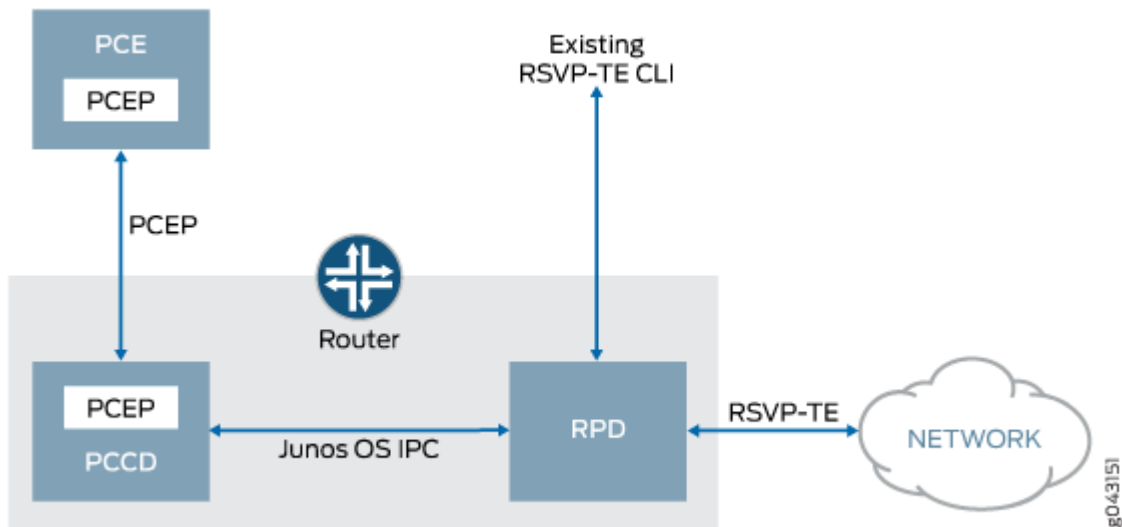 PCE
PCEP
Existing
RSVP-TE CLI
PCEP
Router
PCEP
PCCD
Junos OS IPC
RPD
RSVP-TE
NETWORK
g043151